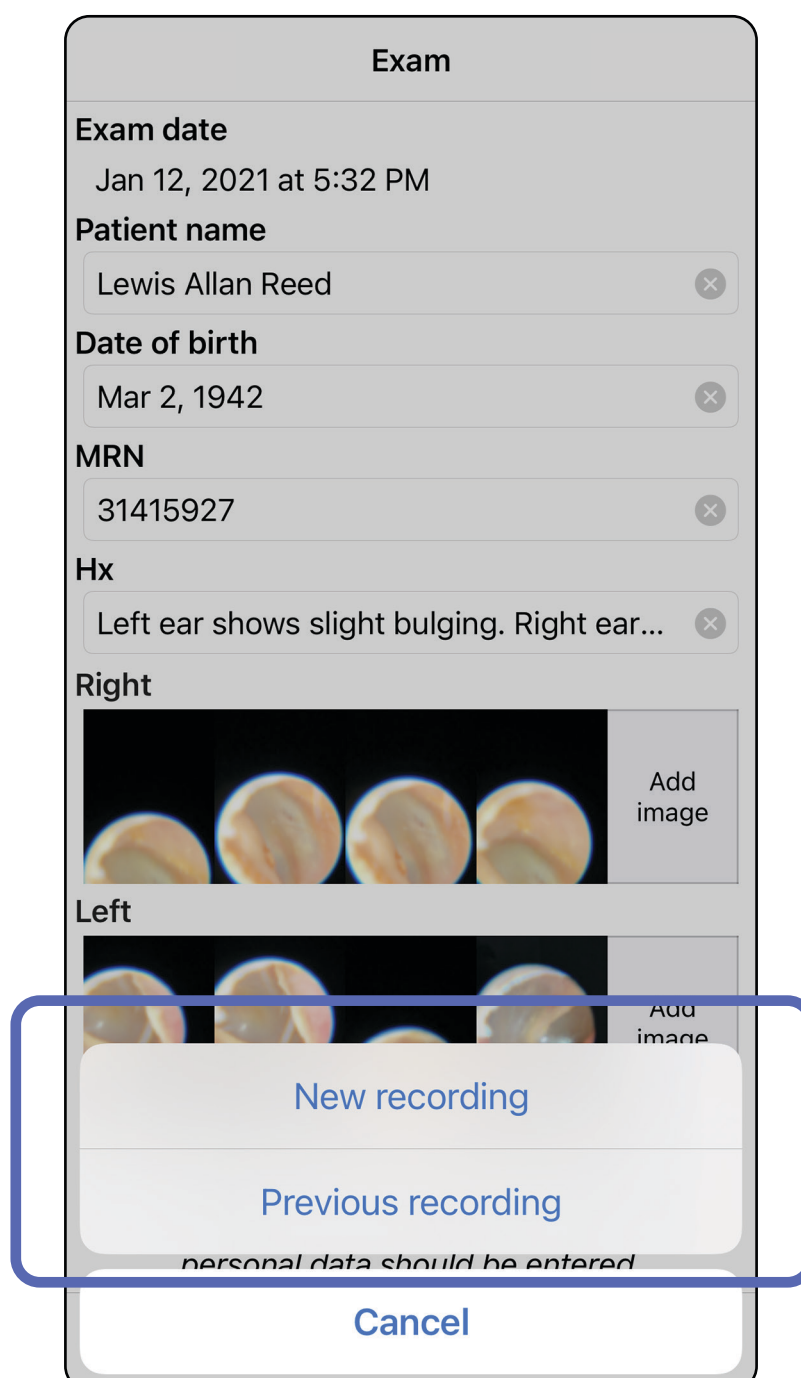 Exam
Exam date
Jan 12, 2021 at 5:32 PM
Patient name
Lewis Allan Reed
Date of birth
Mar 2, 1942
MRN
31415927
Hx
Left ear shows slight bulging. Right ear...
Right
Add
image
Left
Add
image
New recording
Previous recording
personal data should be entered
Cancel